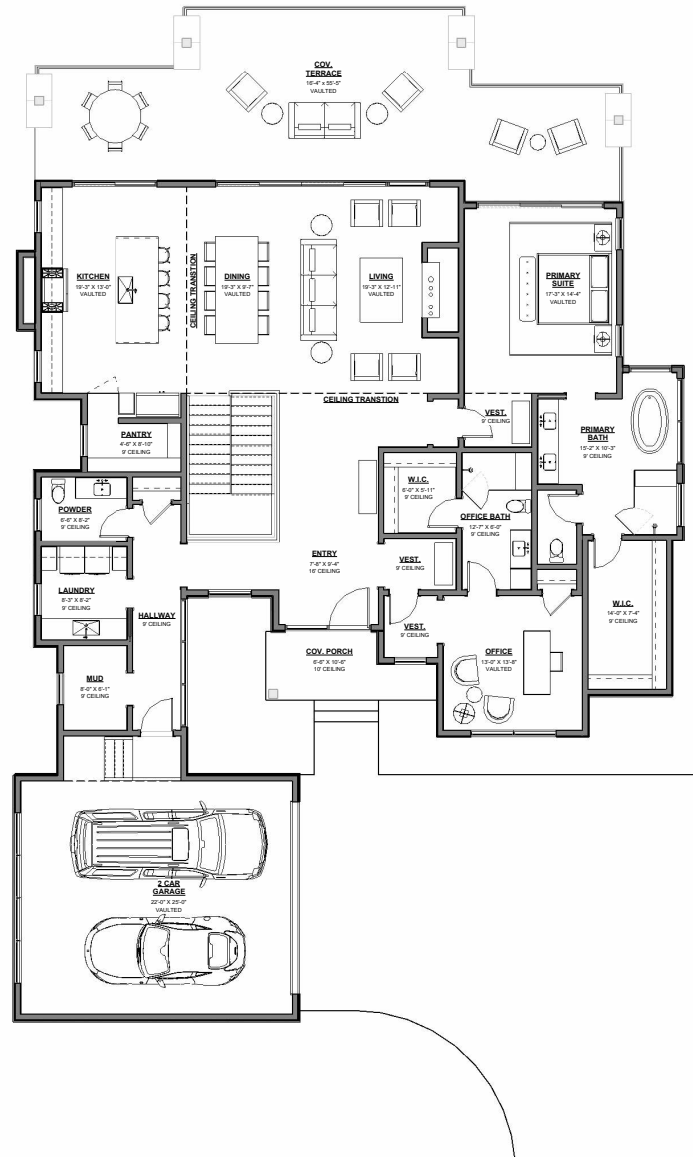 COV.
TERRACE
16'-4" x 55'-5"
VAULTED
KITCHEN
19'-3" X 13'-0"
VAULTED
CEILING TRANSTION
DINING
19'-3" X 9'-7"
VAULTED
LIVING
19'-3" X 12'-11"
VAULTED
PRIMARY
SUITE
17'-3" X 14'-4"
VAULTED
CEILING TRANSTION
VEST.
9' CEILING
PANTRY
4'-6" X 8'-10"
9' CEILING
PRIMARY
BATH
15'-2" X 10'-3"
9' CEILING
W.I.C.
6'-0" X 5'-11"
9' CEILING
POWDER
6'-6" X 8'-2"
9' CEILING
OFFICE BATH
12'-7" X 6'-0"
9' CEILING
ENTRY
7'-8" X 9'-4"
16' CEILING
VEST.
9' CEILING
LAUNDRY
8'-3" X 8'-2"
9' CEILING
HALLWAY
9' CEILING
VEST.
9' CEILING
W.I.C.
14'-0" X 7'-4"
9' CEILING
COV. PORCH
6'-6" X 10'-6"
10' CEILING
OFFICE
13'-0" X 13'-8"
VAULTED
MUD
8'-0" X 6'-1"
9' CEILING
2 CAR
GARAGE
22'-0" X 25'-0"
VAULTED